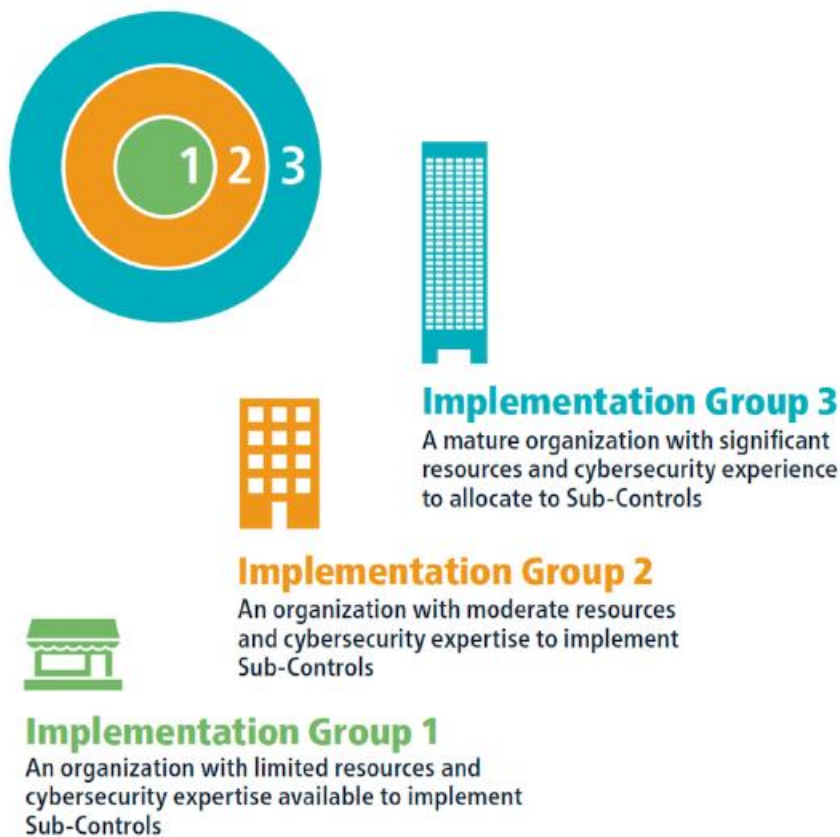 1 2 3
Implementation Group 3
A mature organization with significant
resources and cybersecurity experience
to allocate to Sub-Controls
Implementation Group 2
An organization with moderate resources
and cybersecurity expertise to implement
Sub-Controls
Implementation Group 1
An organization with limited resources and
cybersecurity expertise available to implement
Sub-Controls